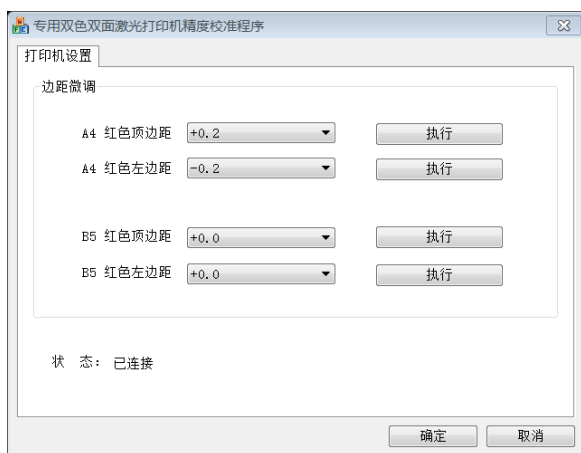 专用双色双面激光打印机精度校准程序
打印机设置
边距微调
A4 红色顶边距 +0.2 执行
A4 红色左边距 -0.2 执行
B5 红色顶边距 +0.0 执行
B5 红色左边距 +0.0 执行
状 态： 已连接
确定 取消